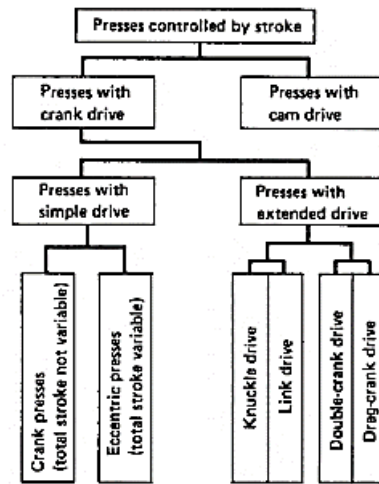 Presses controlled by stroke
Presses with
crank drive
Presses with
cam drive
Presses with
simple drive
Presses with
extended drive
Crank presses
(total stroke not variable)
Eccentric presses
(total stroke variable)
Knuckle drive
Link drive
Double-crank drive
Drag-crank drive